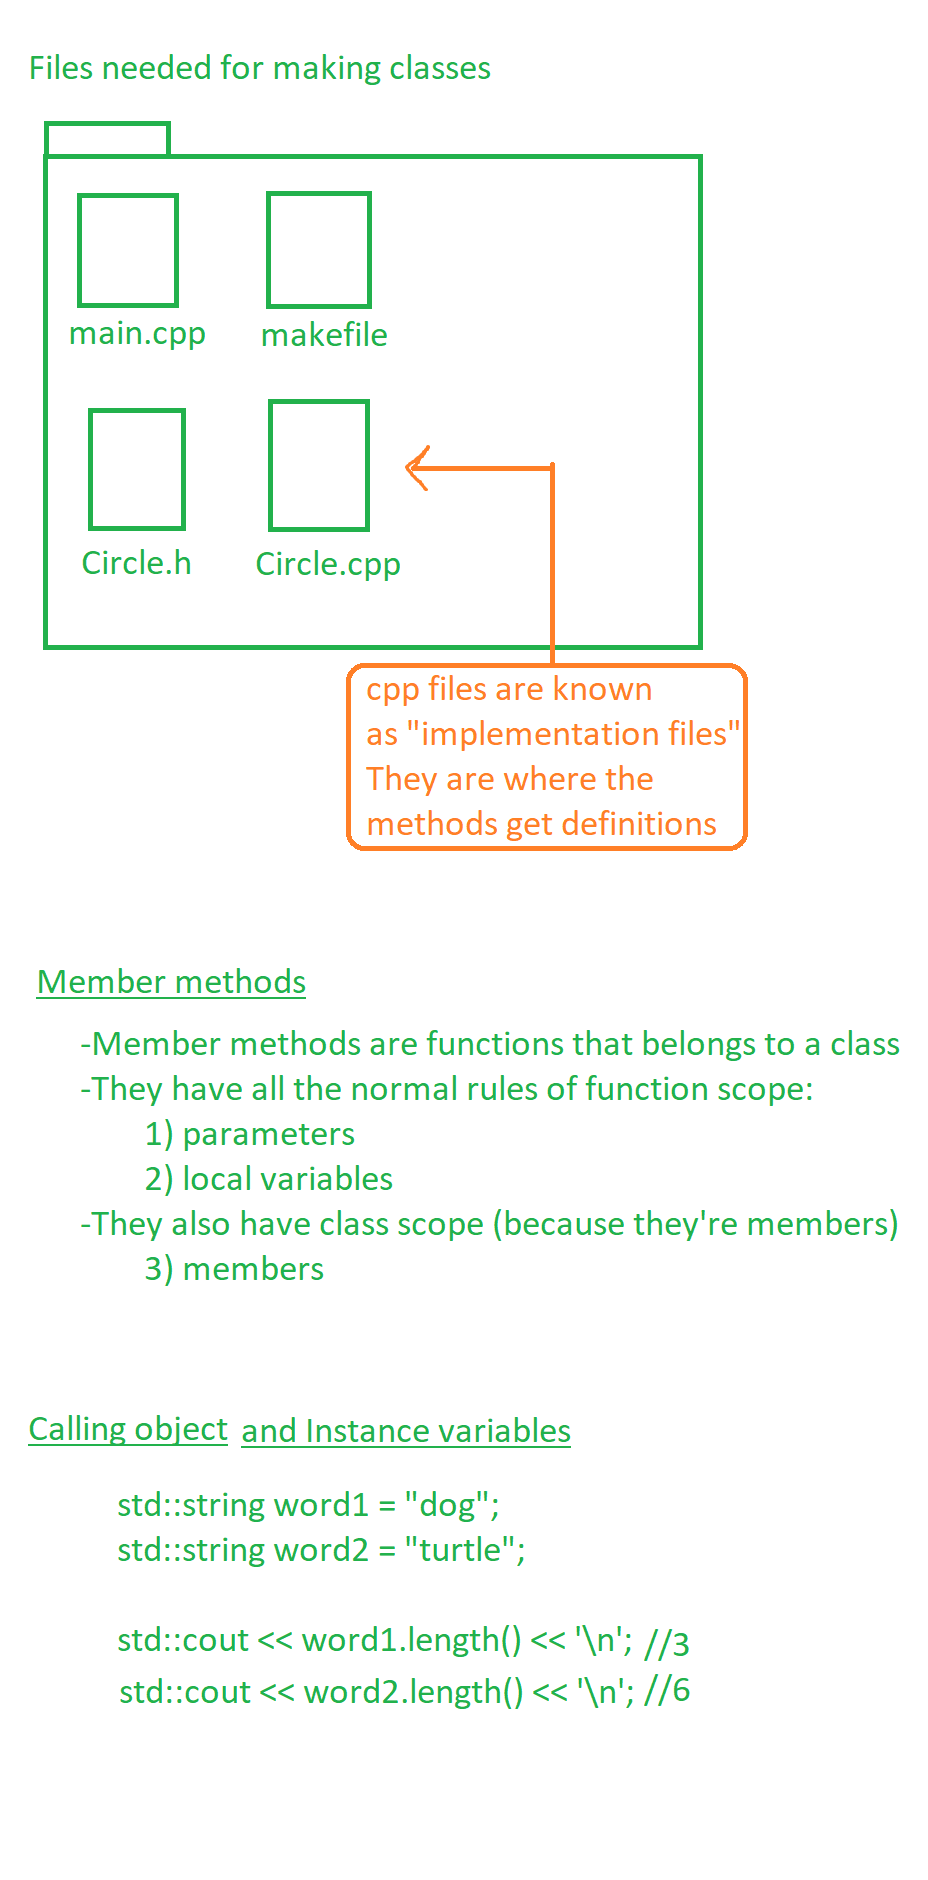 Files needed for making classes
main.cpp
makefile
Circle.h
Circle.cpp
cpp files are known
as "implementation files"
They are where the
methods get definitions
Member methods
-Member methods are functions that belongs to a class
-They have all the normal rules of function scope:
1) parameters
2) local variables
-They also have class scope (because they're members)
3) members
Calling object and Instance variables
std::string word1 = "dog";
std::string word2 = "turtle";
std::cout << word1.length() << '\n'; //3
std::cout << word2.length() << '\n'; //6